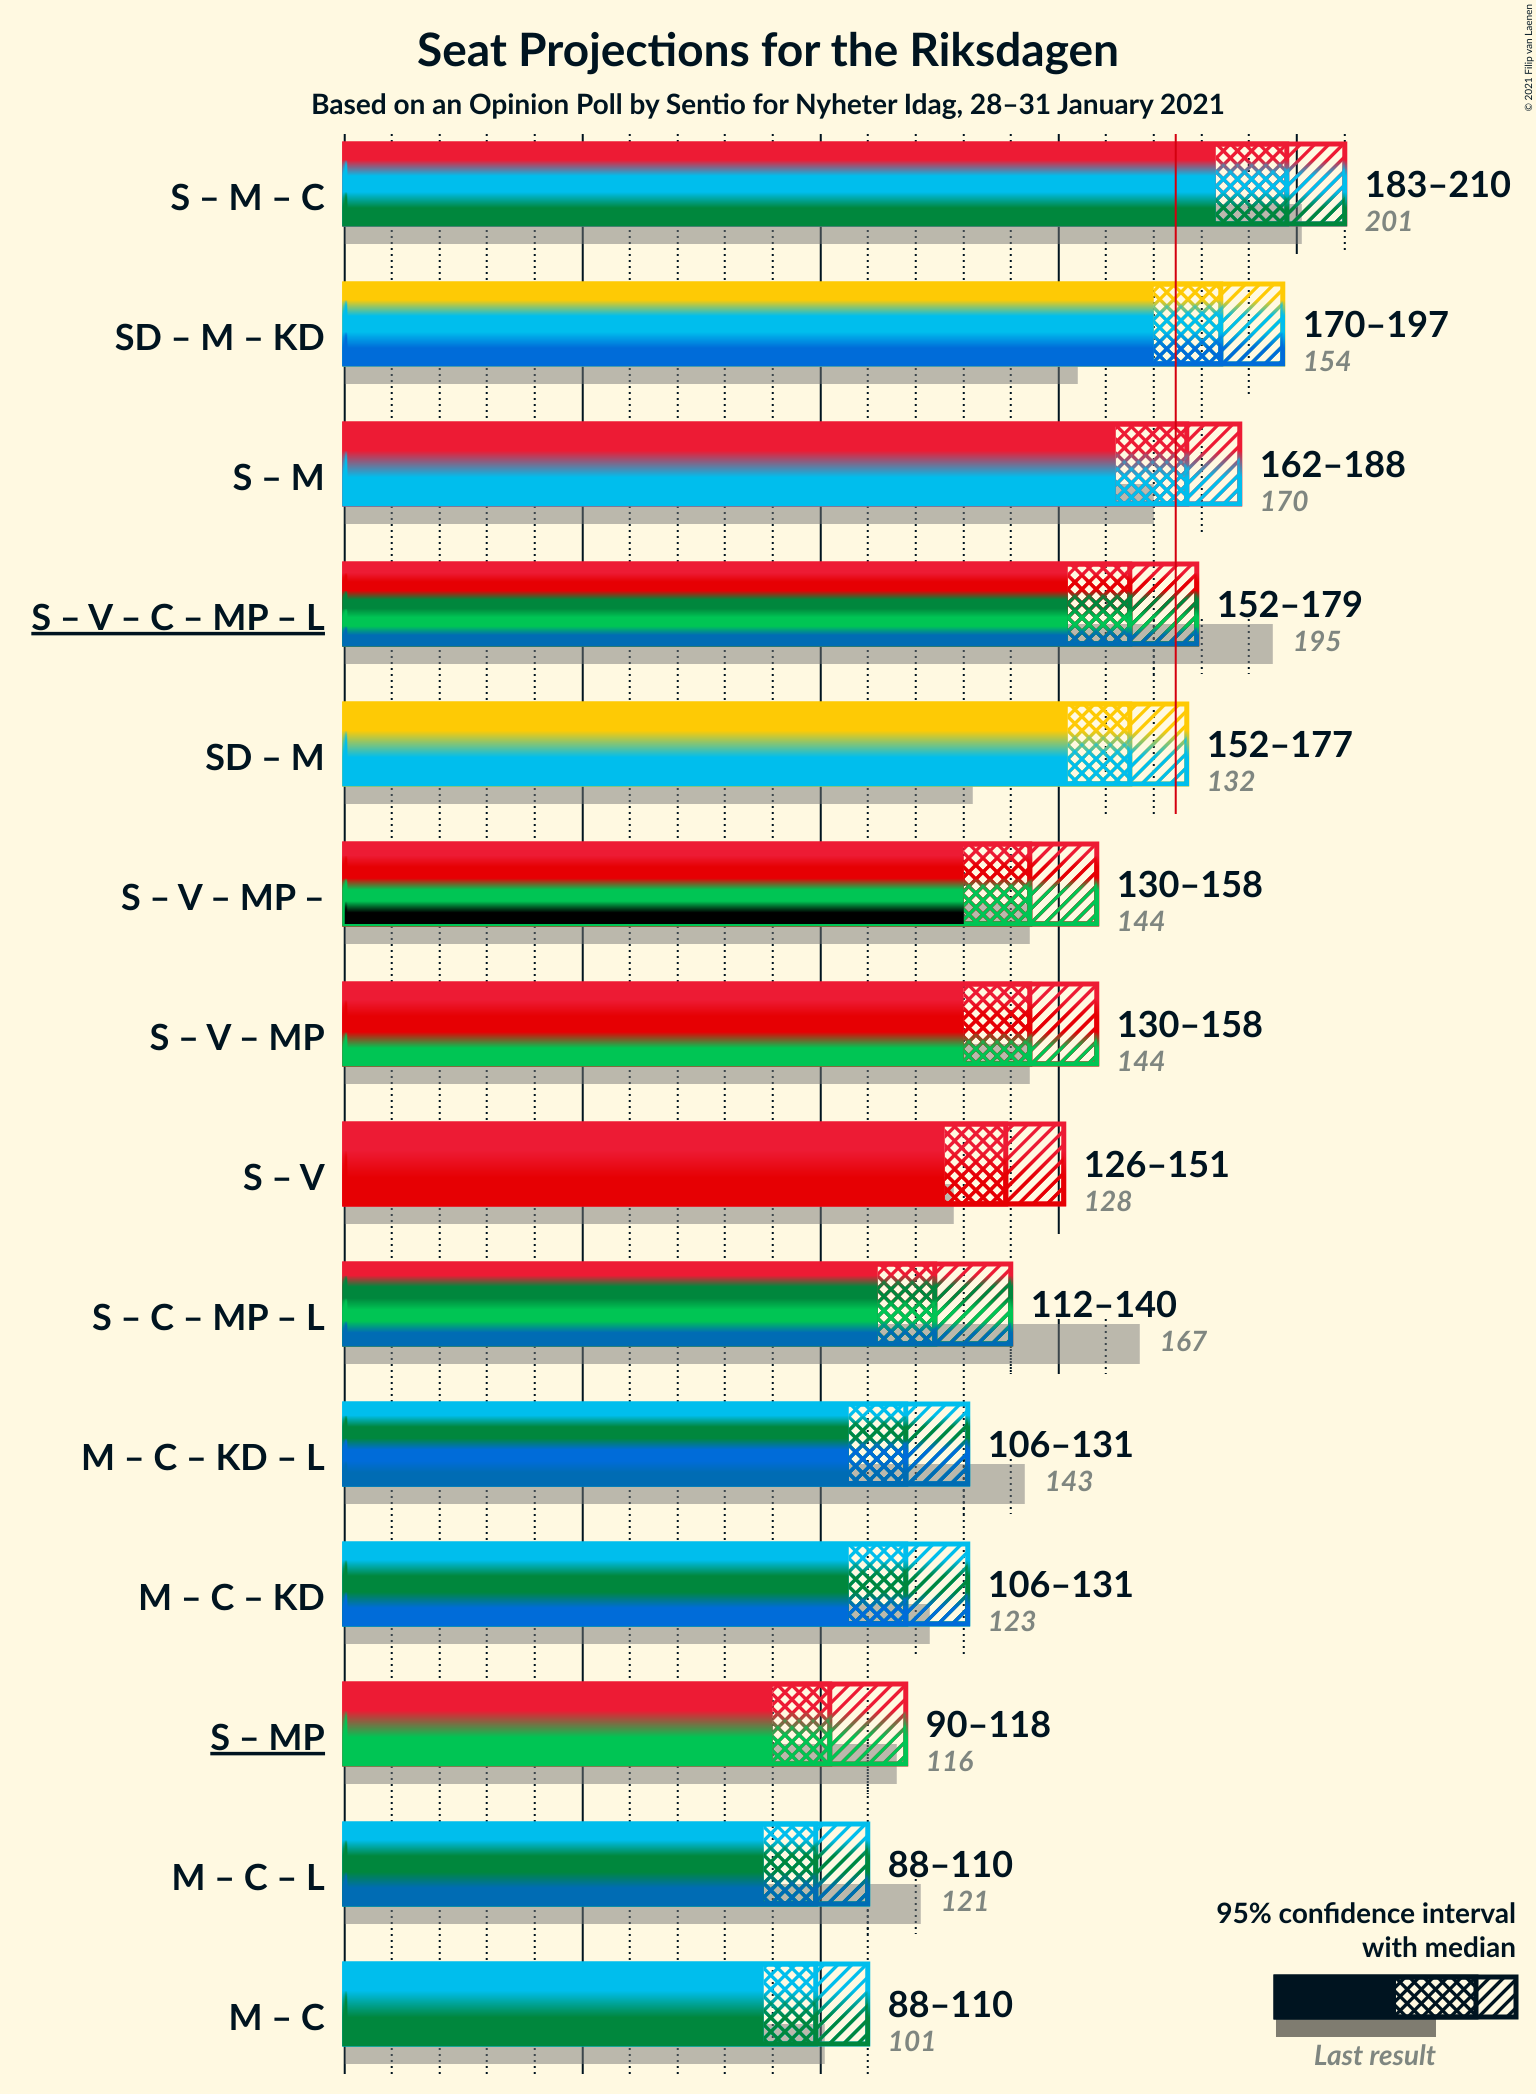 Seat Projections for the Riksdagen
Based on an Opinion Poll by Sentio for Nyheter Idag, 28–31 January 2021
© 2021 Filip van Laenen
S – M – C
183–210
201
SD – M – KD
170–197
154
S – M
162–188
170
S – V – C – MP – L
152–179
195
SD – M
152–177
132
S – V – MP –
130–158
144
S – V – MP
130–158
144
S – V
126–151
128
S – C – MP – L
112–140
167
M – C – KD – L
106–131
143
M – C – KD
106–131
123
S – MP
90–118
116
M – C – L
88–110
121
M – C
88–110
101
95% confidence interval
with median
Last result